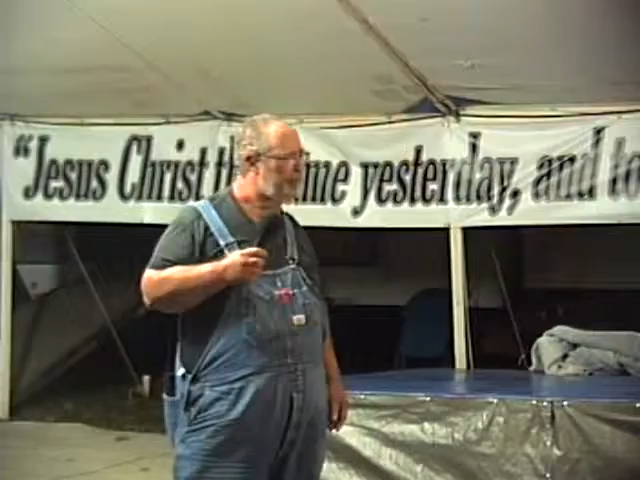 “Jesus Christ th ame yesterday, and to